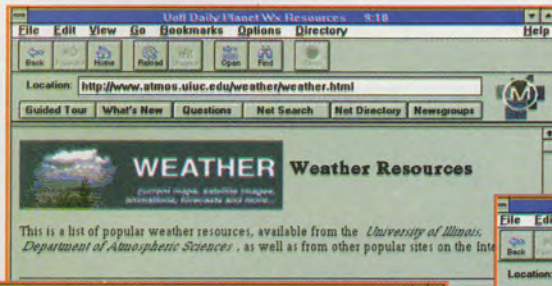 UofI Daily Planet Wx Resources 9:18
File Edit View Go Bookmarks Options Directory Help
Back Forward Home Reload Open Find
Location: http://www.atmos.uiuc.edu/weather/weather.html
Guided Tour What's New Questions Net Search Net Directory Newsgroups
M
WEATHER Weather Resources
current maps, satellite images,
animations, forecasts and more...
This is a list of popular weather resources, available from the University of Illinois,
Department of Atmospheric Sciences , as well as from other popular sites on the Inte
File Edi
Back
Location: